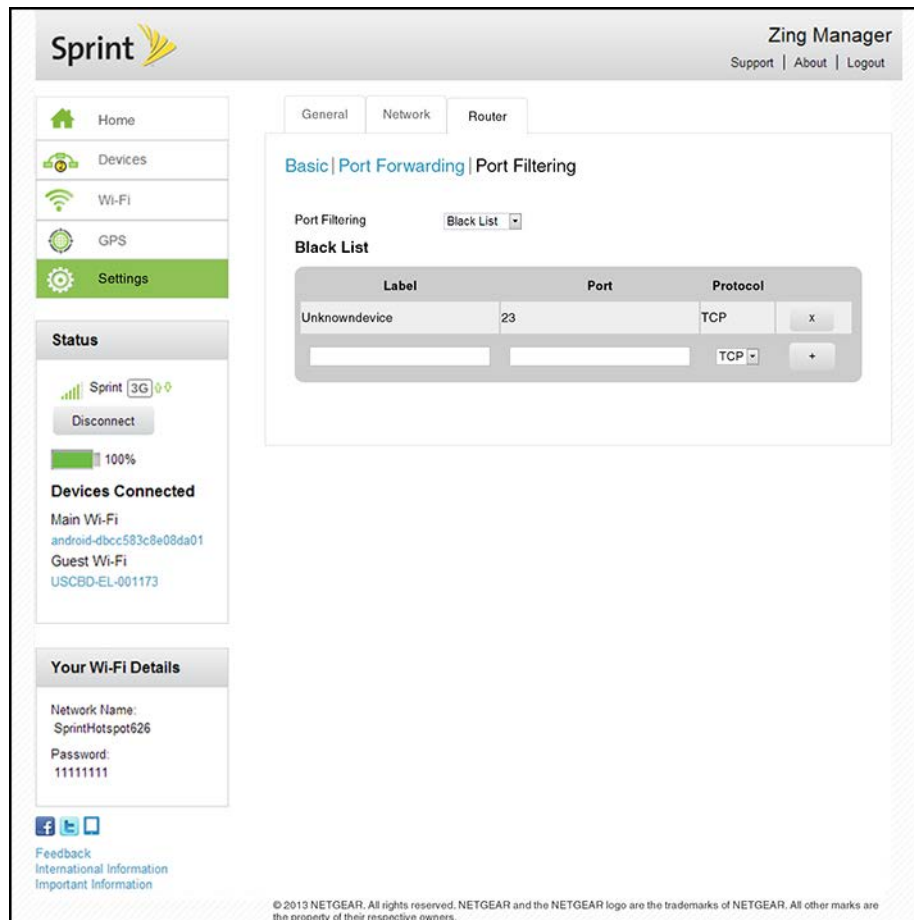 Sprint
Zing Manager
Support | About | Logout
Home
Devices
Wi-Fi
GPS
Settings
General
Network
Router
Basic|Port Forwarding|Port Filtering
Port Filtering
Black List
Black List
Label
Port
Protocol
Unknowndevice
23
TCP
x
TCP
+
Status
Sprint 3G
Disconnect
100%
Devices Connected
Main Wi-Fi
android-dbcc583c8e08da01
Guest Wi-Fi
USCBD-EL-001173
Your Wi-Fi Details
Network Name:
SprintHotspot626
Password:
11111111
Feedback
International Information
Important Information
© 2013 NETGEAR, All rights reserved. NETGEAR and the NETGEAR logo are the trademarks of NETGEAR. All other marks are
the property of their respective owners.